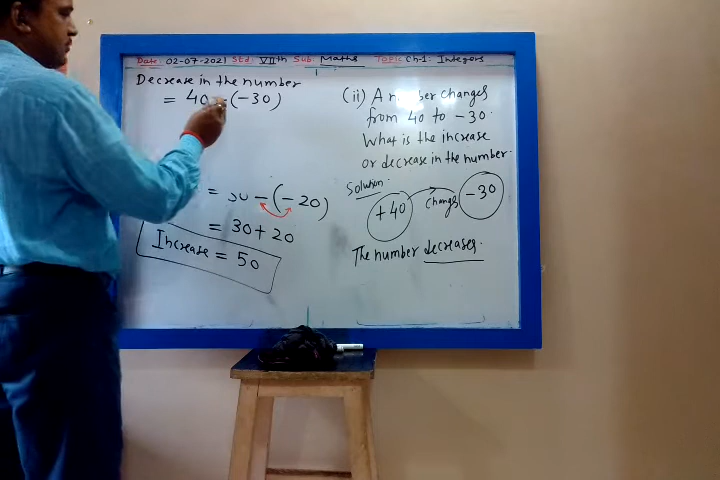 Date: 02-07-2021 Std: VIIth Sub: Maths Topic Ch-1: Integers
Decrease in the number
= 40 - (-30)
= 30 - (-20)
= 30 + 20
Increase = 50
(ii) A number changes
from 40 to -30.
What is the increase
or decrease in the number.
Solution.
+40 changes -30
The number decreases.